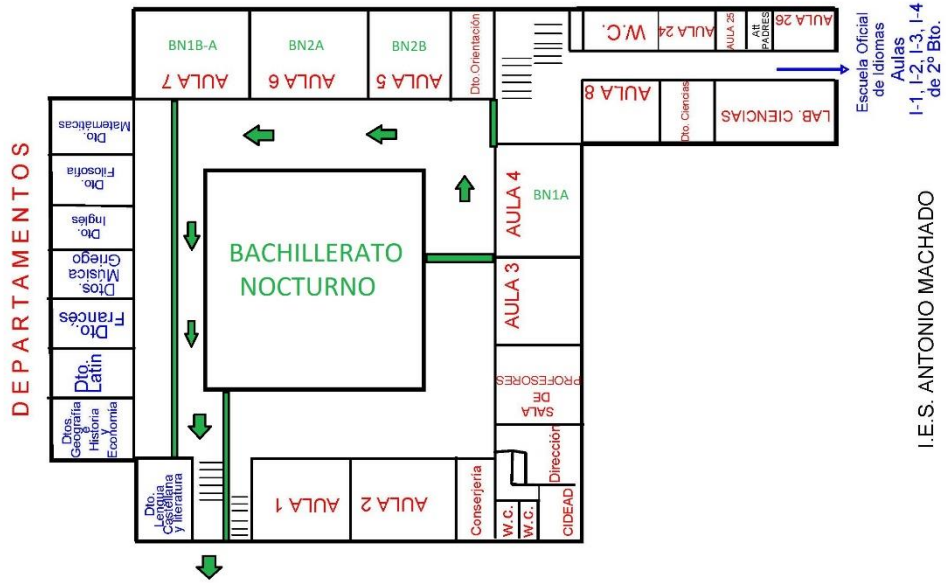 BN1B-A
AULA 7
BN2A
AULA 6
BN2B
AULA 5
Dto.Orientación
W.C.
AULA 24
AULA 25
Att
PADRES
AULA 26
Escuela Oficial
de Idiomas
Aulas
I-1, I-2, I-3, I-4
de 2º Bto.
AULA 8
Dto. Ciencias
LAB. CIENCIAS
DEPARTAMENTOS
Dto.
Matemáticas
Dto.
Filosofía
Dto.
Inglés
Dtos.
Música
Griego
Dto.
Francés
Dto.
Latin
Dtos.
Geografía
e
Historia
y
Economía
Dto.
Lengua
Castellana
y literatura
BACHILLERATO
NOCTURNO
AULA 4
BN1A
AULA 3
SALA
DE
PROFESORES
Dirección
AULA 1
AULA 2
Conserjería
W.C.
W.C.
CIDEAD
I.E.S. ANTONIO MACHADO